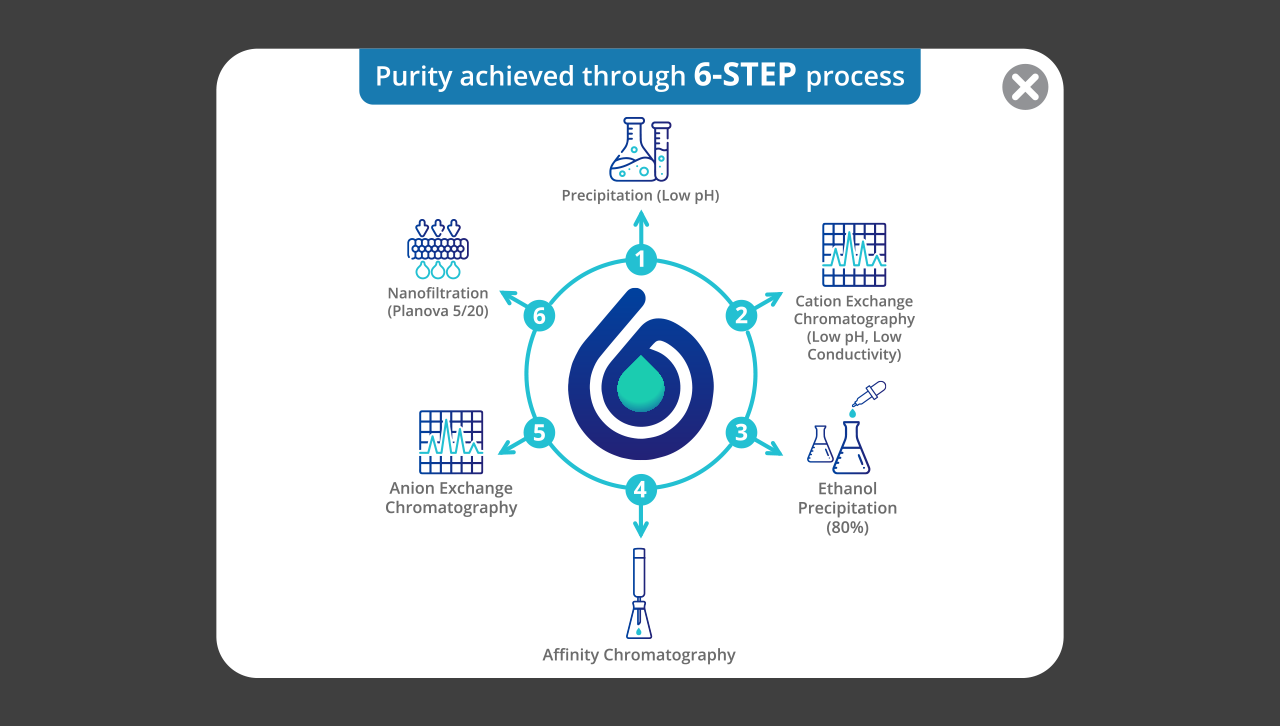 Purity achieved through 6-STEP process
Precipitation (Low pH)
1
Cation Exchange
Chromatography
(Low pH, Low
Conductivity)
2
Ethanol
Precipitation
(80%)
3
Affinity Chromatography
4
Anion Exchange
Chromatography
5
Nanofiltration
(Planova 5/20)
6